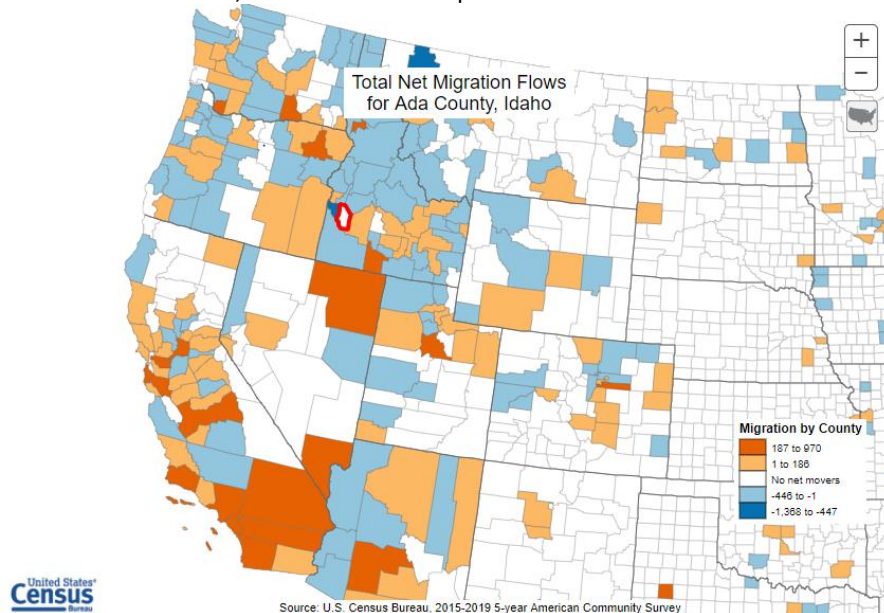 +
−
Total Net Migration Flows
for Ada County, Idaho
Migration by County
187 to 970
1 to 186
No net movers
-446 to -1
-1,368 to -447
United States®
Census
Bureau
Source: U.S. Census Bureau, 2015-2019 5-year American Community Survey